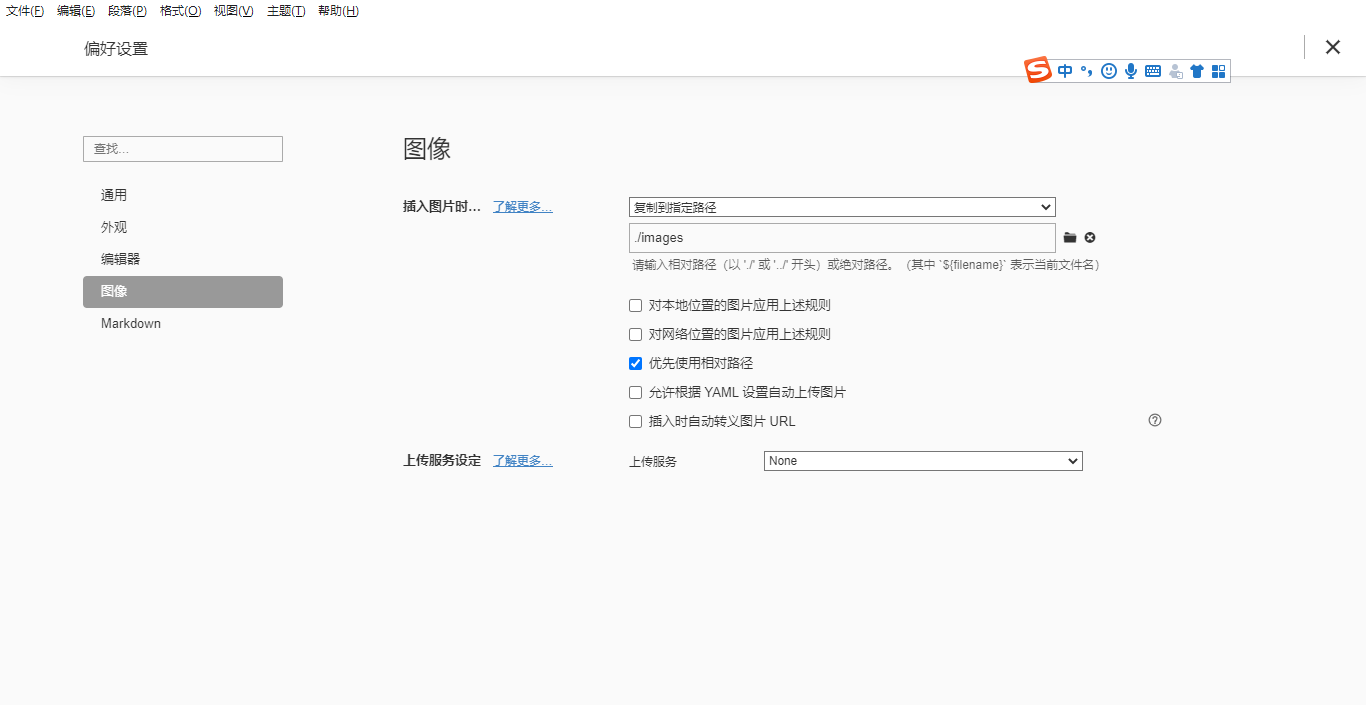 文件(F) 编辑(E) 段落(P) 格式(O) 视图(V) 主题(T) 帮助(H)
偏好设置
中
查找...
通用
外观
编辑器
图像
Markdown
图像
插入图片时... 了解更多... 复制到指定路径
./images
请输入相对路径（以 './' 或 '../' 开头）或绝对路径。（其中 `${filename}` 表示当前文件名）
对本地位置的图片应用上述规则
对网络位置的图片应用上述规则
优先使用相对路径
允许根据 YAML 设置自动上传图片
插入时自动转义图片 URL
上传服务设定 了解更多... 上传服务 None